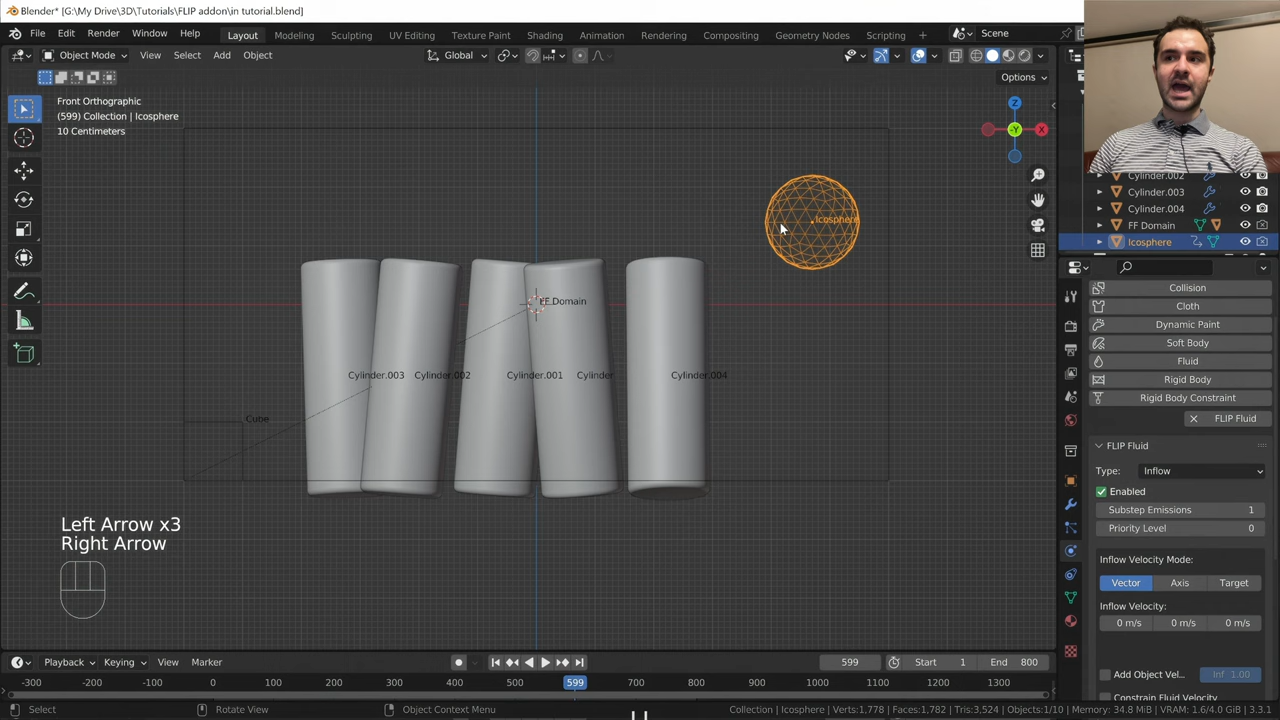 Blender* [G:\My Drive\3D\Tutorials\FLIP addon\in tutorial.blend]
File Edit Render Window Help Layout Modeling Sculpting UV Editing Texture Paint Shading Animation Rendering Compositing Geometry Nodes Scripting Scene
Object Mode View Select Add Object Global
Options
Front Orthographic
(599) Collection | Icosphere
10 Centimeters
Z
-Y
X
Icosphere
FF Domain
Cylinder.003 Cylinder.002 Cylinder.001 Cylinder Cylinder.004
Cube
Left Arrow x3
Right Arrow
Cylinder.002
Cylinder.003
Cylinder.004
FF Domain
Icosphere
Collision
Cloth
Dynamic Paint
Soft Body
Fluid
Rigid Body
Rigid Body Constraint
FLIP Fluid
FLIP Fluid
Type: Inflow
Enabled
Substep Emissions 1
Priority Level 0
Inflow Velocity Mode:
Vector Axis Target
Inflow Velocity:
0 m/s 0 m/s 0 m/s
Add Object Vel... Inf 1.00
Constrain Fluid Velocity
Playback Keying View Marker 599 Start 1 End 800
-300 -200 -100 0 100 200 300 400 500 599 700 800 900 1000 1100 1200 1300
Select Rotate View Object Context Menu Collection | Icosphere | Verts:1,778 | Faces:1,782 | Tris:3,524 | Objects:1/10 | Memory: 34.8 MiB | VRAM: 1.6/4.0 GiB | 3.3.1